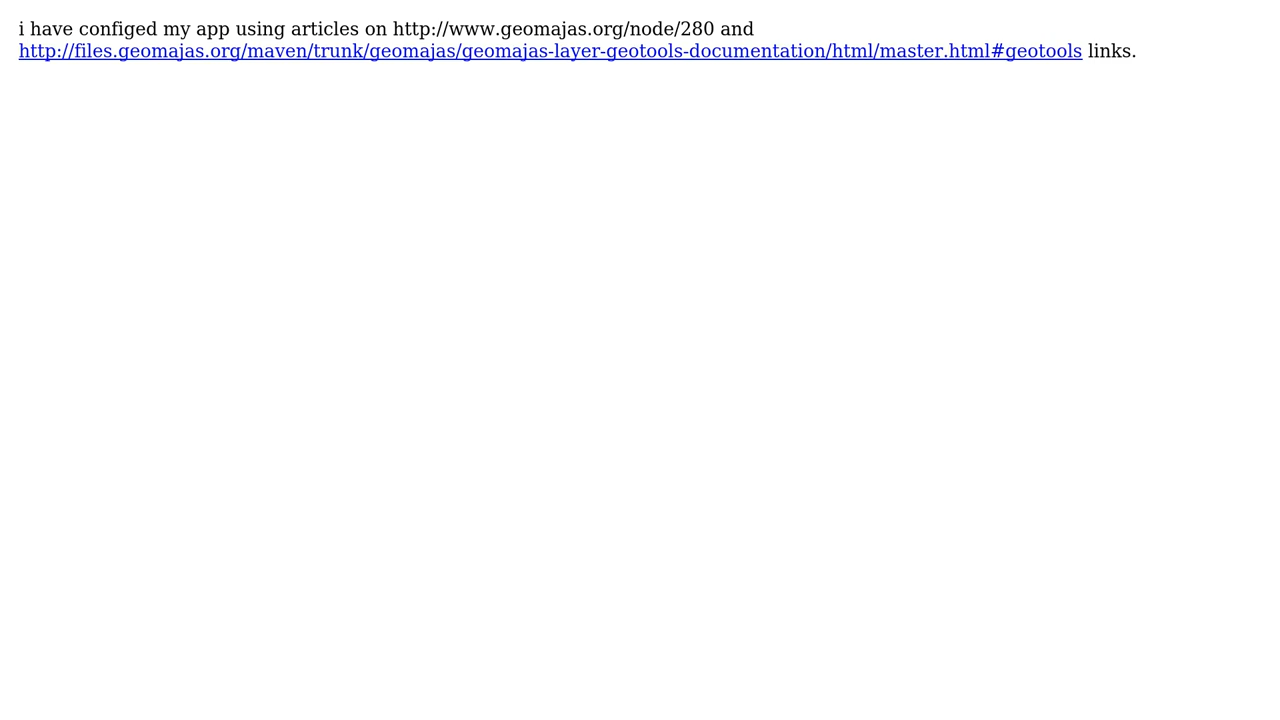 i have configed my app using articles on http://www.geomajas.org/node/280 and
http://files.geomajas.org/maven/trunk/geomajas/geomajas-layer-geotools-documentation/html/master.html#geotools links.